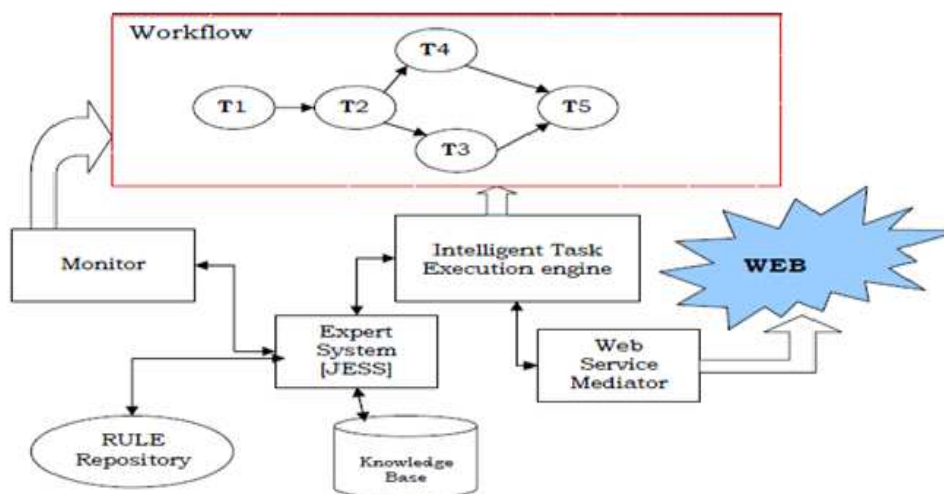 Workflow
T4
T1
T2
T5
T3
Monitor
Intelligent Task
Execution engine
WEB
Expert
System
[JESS]
Web
Service
Mediator
RULE
Repository
Knowledge
Base